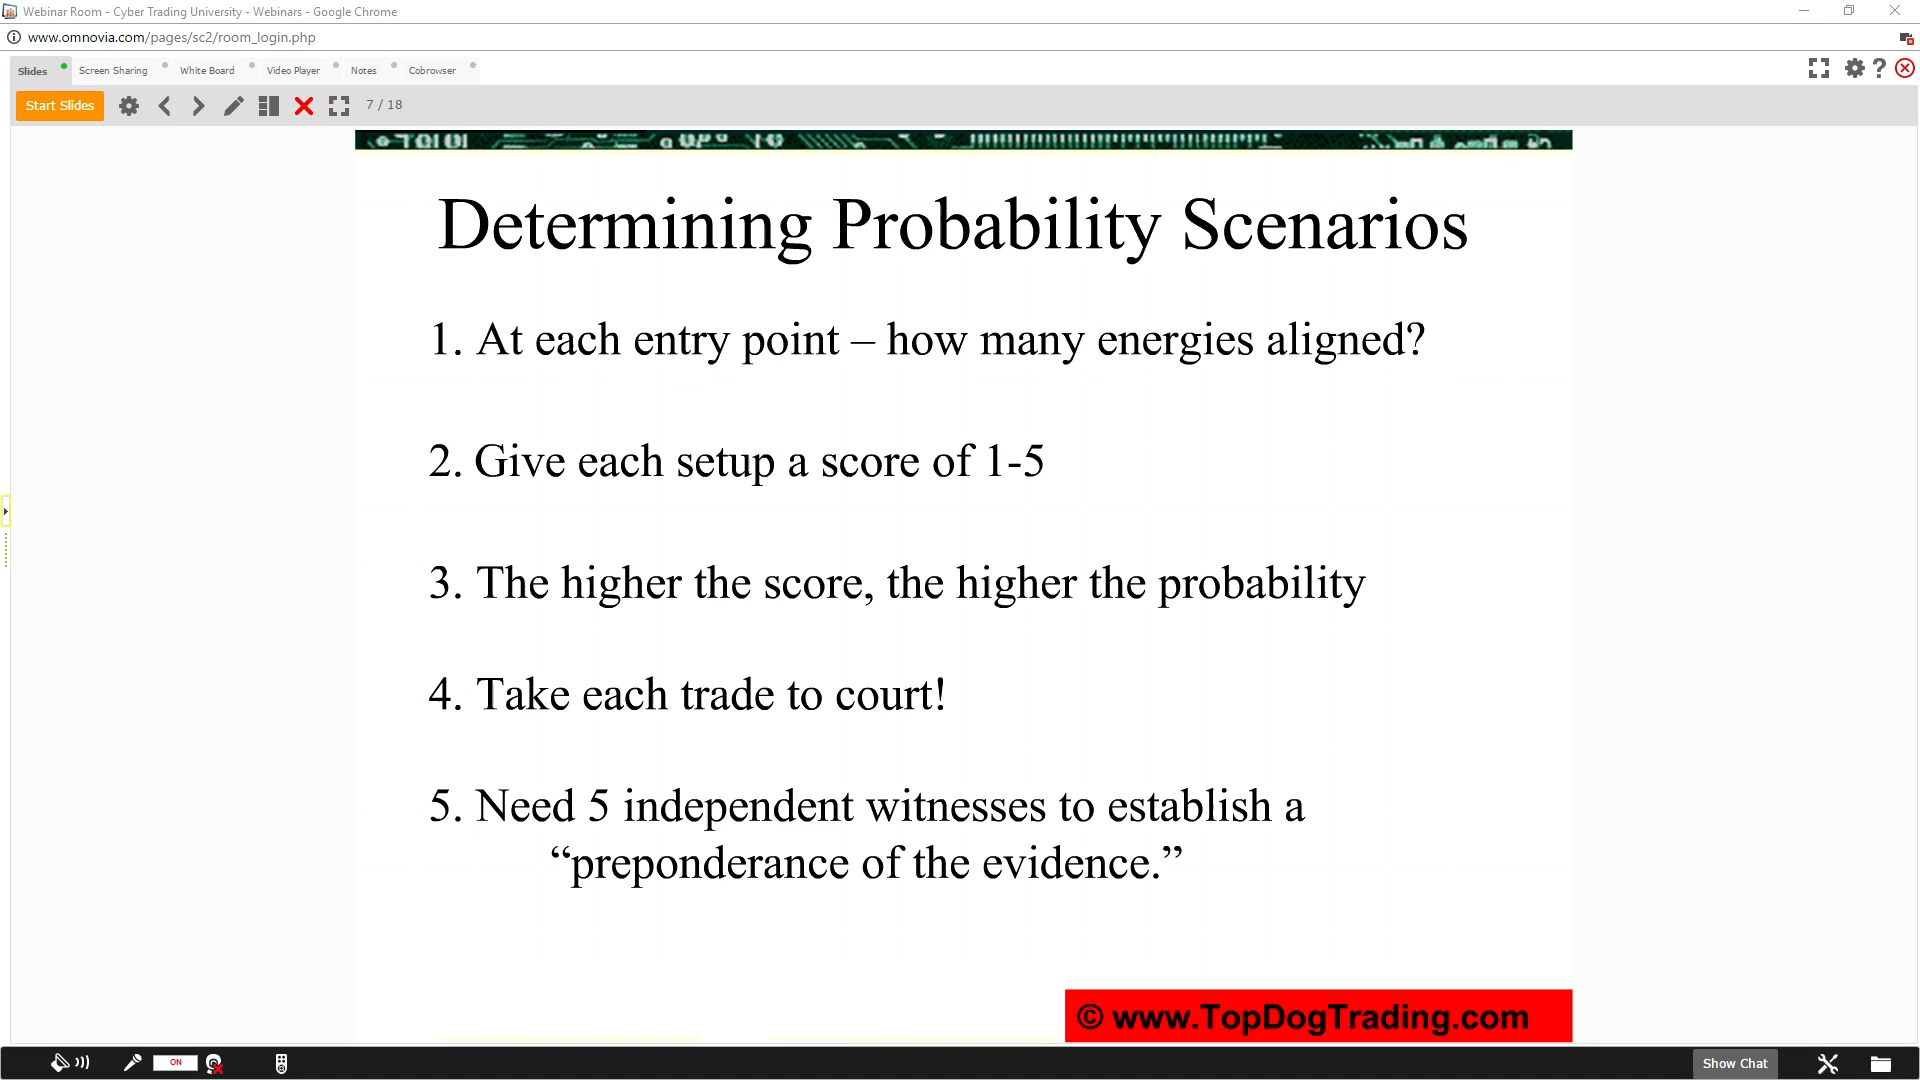 Webinar Room - Cyber Trading University - Webinars - Google Chrome
www.omnovia.com/pages/sc2/room_login.php
Slides Screen Sharing White Board Video Player Notes Cobrowser
Start Slides 7 / 18
Determining Probability Scenarios
1. At each entry point – how many energies aligned?
2. Give each setup a score of 1-5
3. The higher the score, the higher the probability
4. Take each trade to court!
5. Need 5 independent witnesses to establish a
“preponderance of the evidence.”
© www.TopDogTrading.com
ON Show Chat